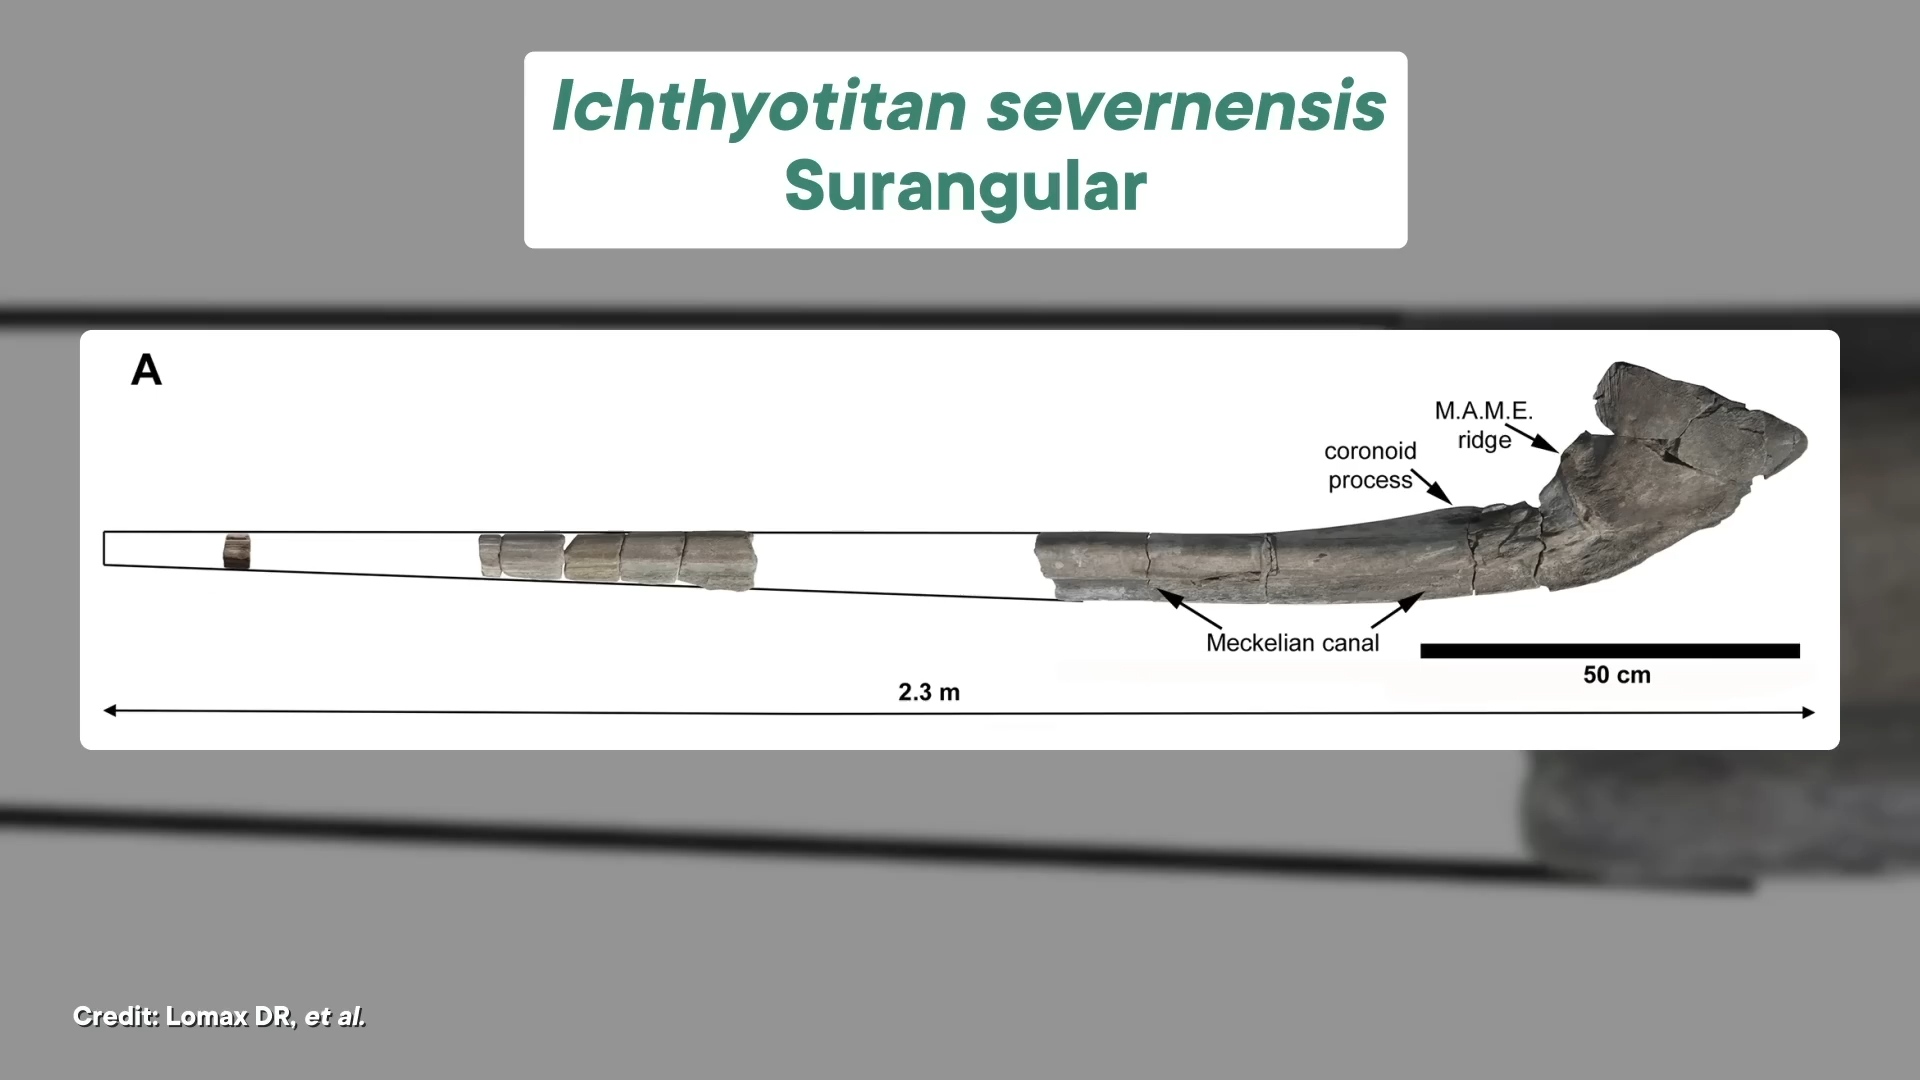 Ichthyotitan severnensis
Surangular
A
M.A.M.E.
ridge
coronoid
process
Meckelian canal
50 cm
2.3 m
Credit: Lomax DR, et al.